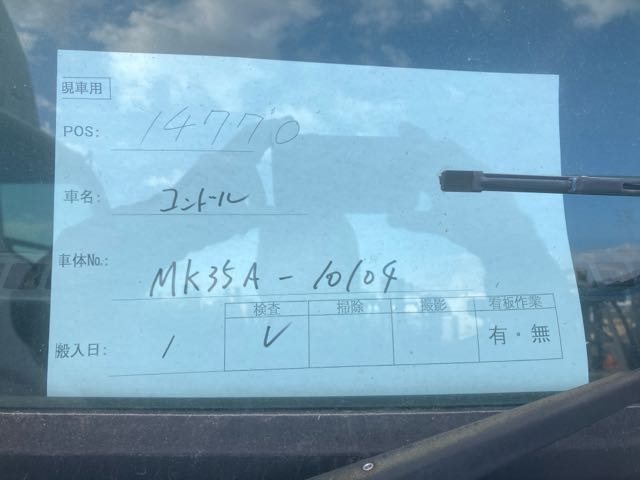 現車用
POS: 14770
車名: コンドル
車体No.: MK35A-10104
検査 掃除 撮影 看板作業
搬入日: 1 V 有・無